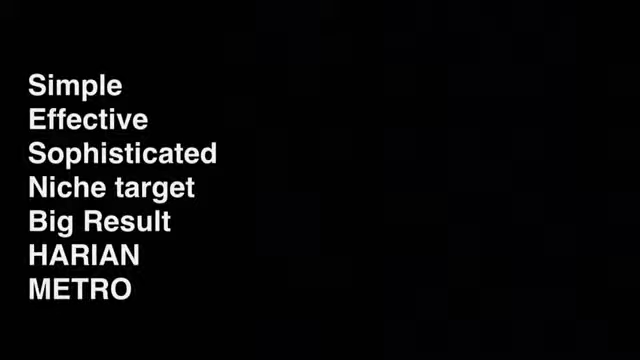 Simple
Effective
Sophisticated
Niche target
Big Result
HARIAN
METRO